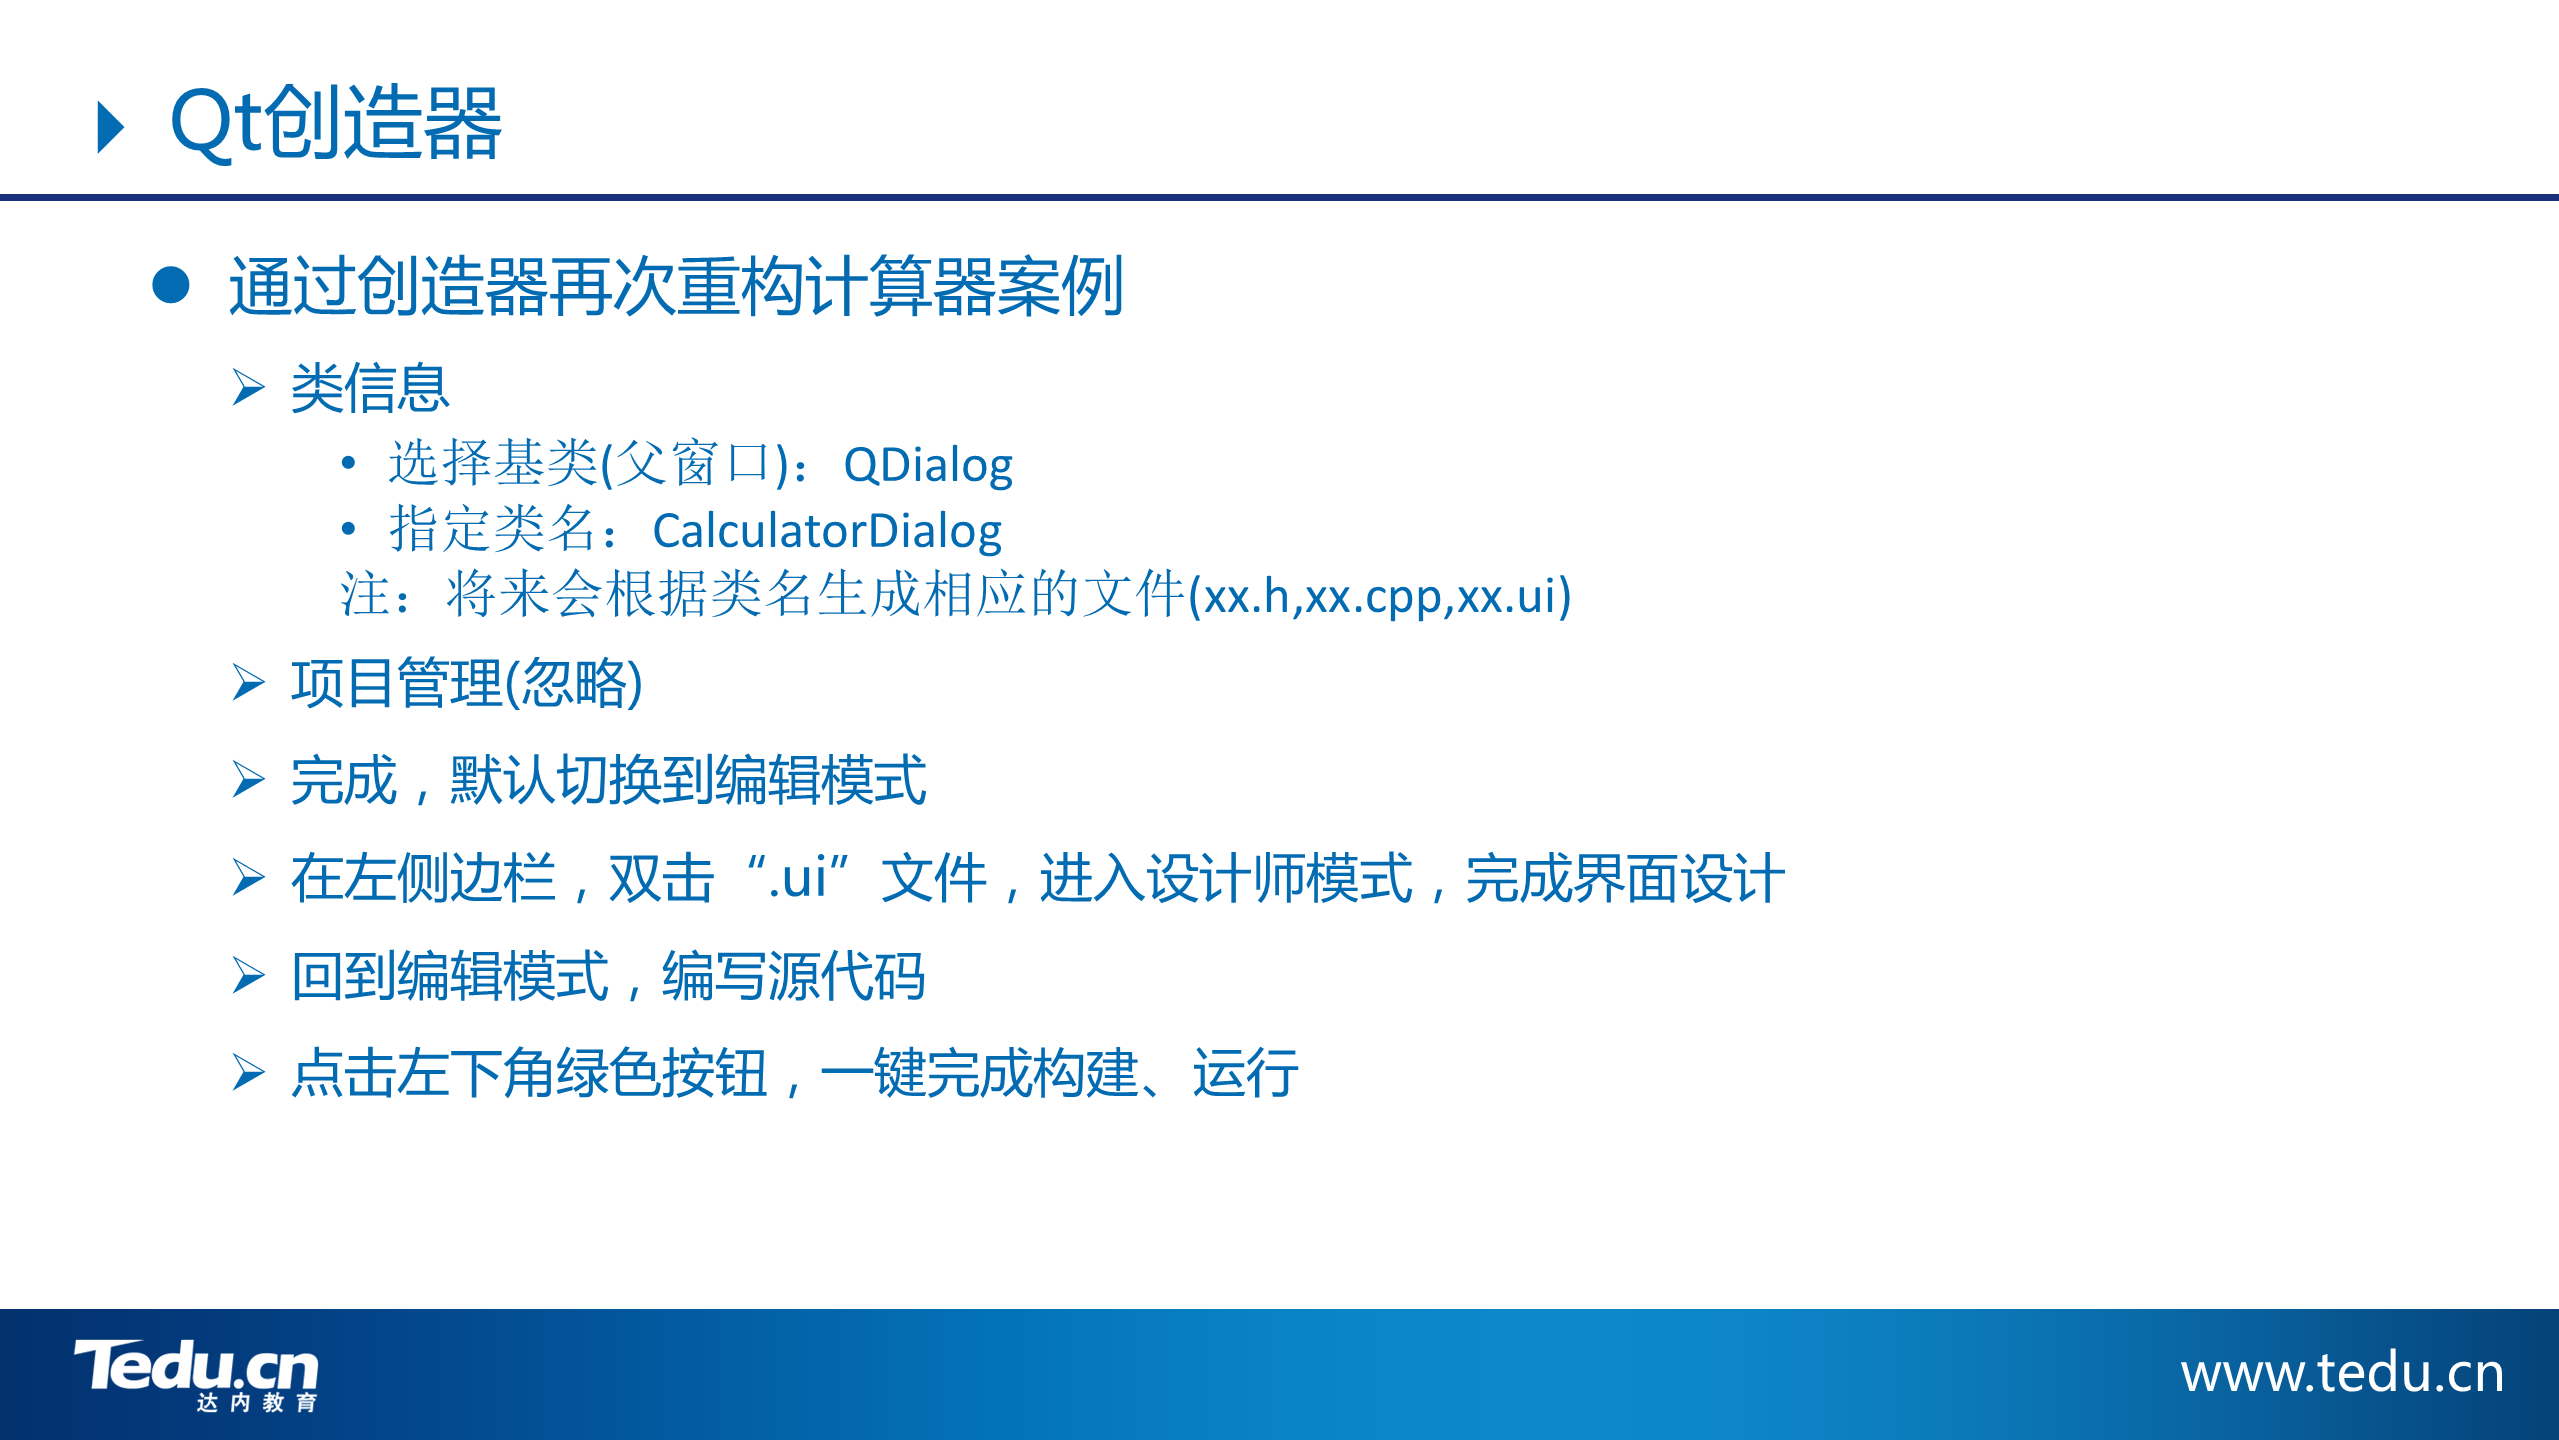 Qt创造器
通过创造器再次重构计算器案例
类信息
• 选择基类(父窗口)：QDialog
• 指定类名：CalculatorDialog
注：将来会根据类名生成相应的文件(xx.h,xx.cpp,xx.ui)
项目管理(忽略)
完成，默认切换到编辑模式
在左侧边栏，双击“.ui”文件，进入设计师模式，完成界面设计
回到编辑模式，编写源代码
点击左下角绿色按钮，一键完成构建、运行
Tedu.cn
达内教育
www.tedu.cn